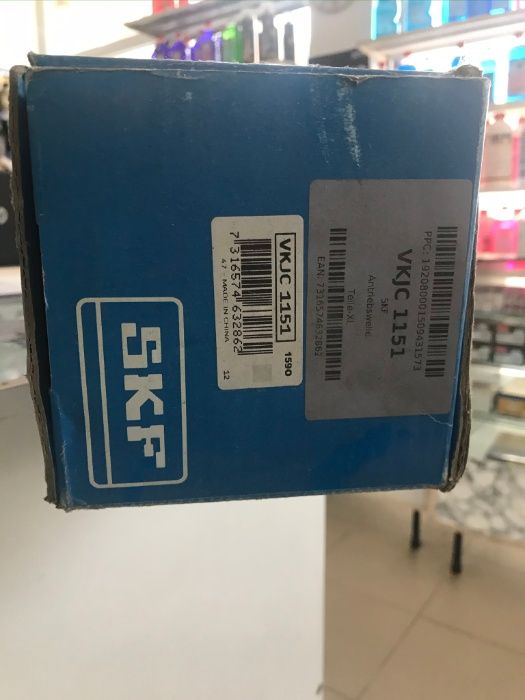 PPC: 1920800001509431573
VKJC 1151
SKF
Antriebswelle
Teile-XL
EAN: 7316574632862
VKJC 1151
1590
7 316574 632862
47 - MADE IN CHINA
12
SKF